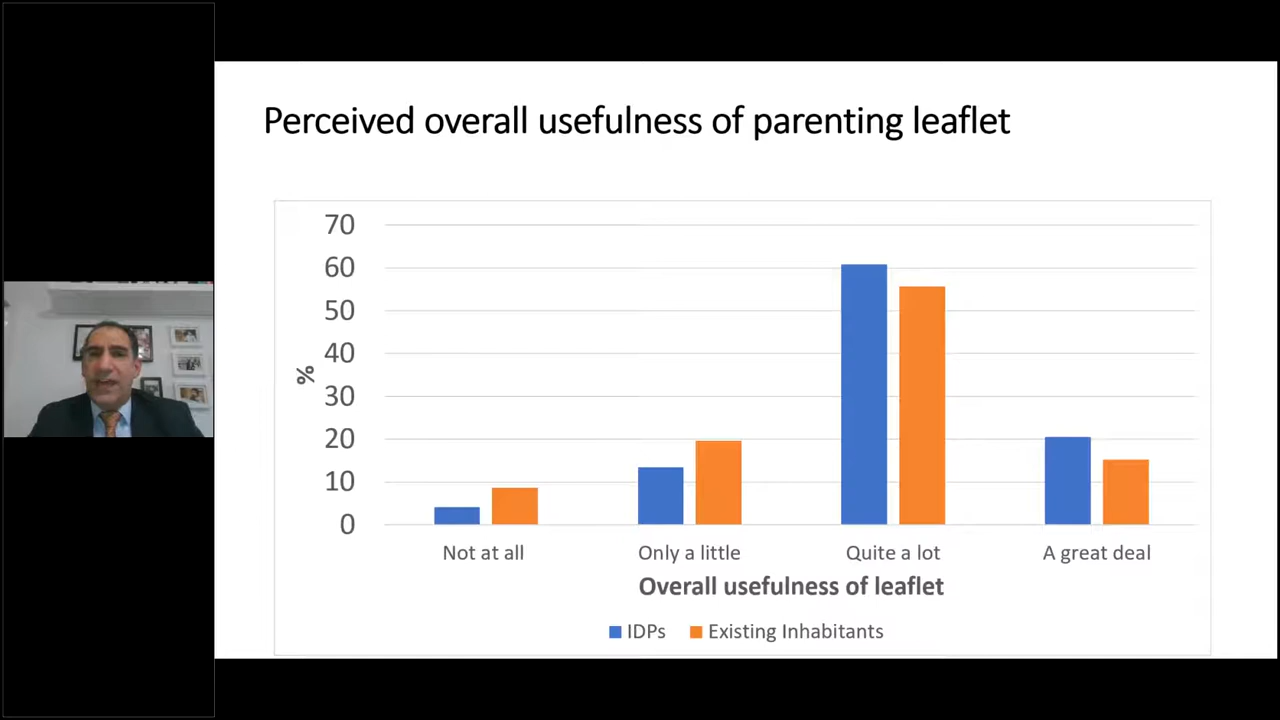 Perceived overall usefulness of parenting leaflet
70
60
50
40
30
20
10
0
%
Not at all
Only a little
Quite a lot
A great deal
Overall usefulness of leaflet
IDPs
Existing Inhabitants